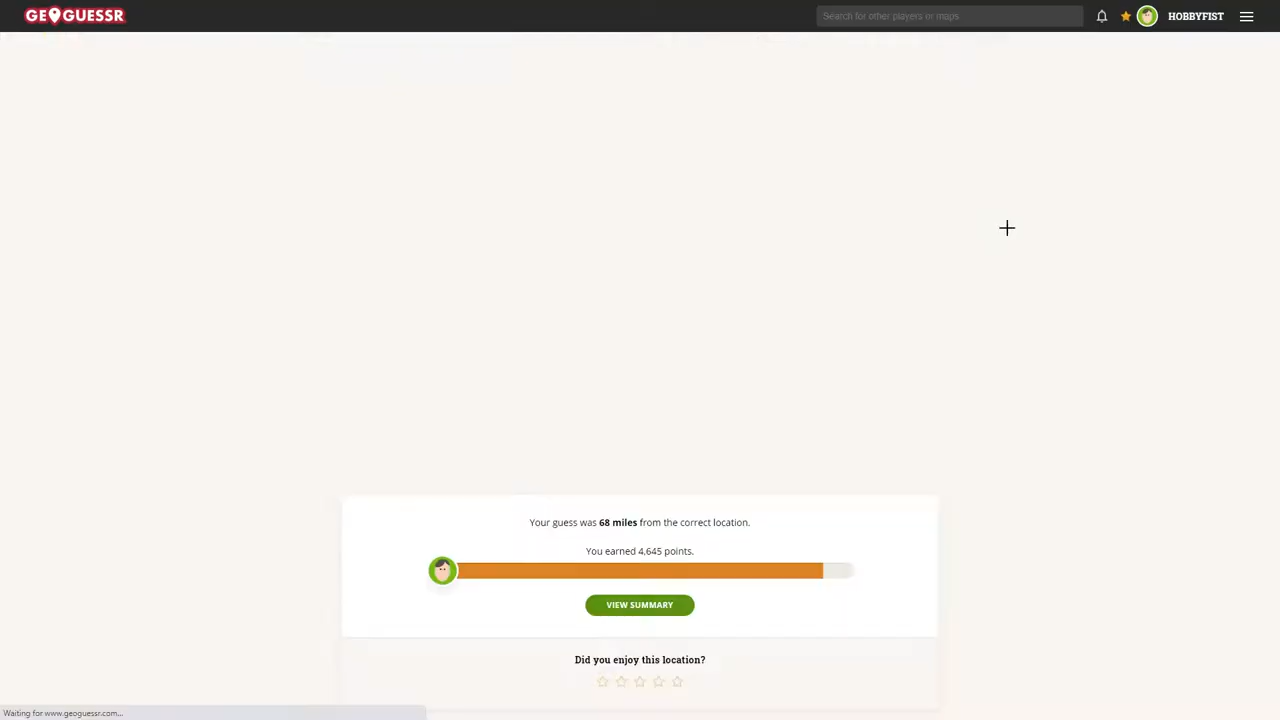 GEOGUESSR
Search for other players or maps
HOBBYFIST
Your guess was 68 miles from the correct location.
You earned 4,645 points.
VIEW SUMMARY
Did you enjoy this location?
Waiting for www.geoguessr.com...